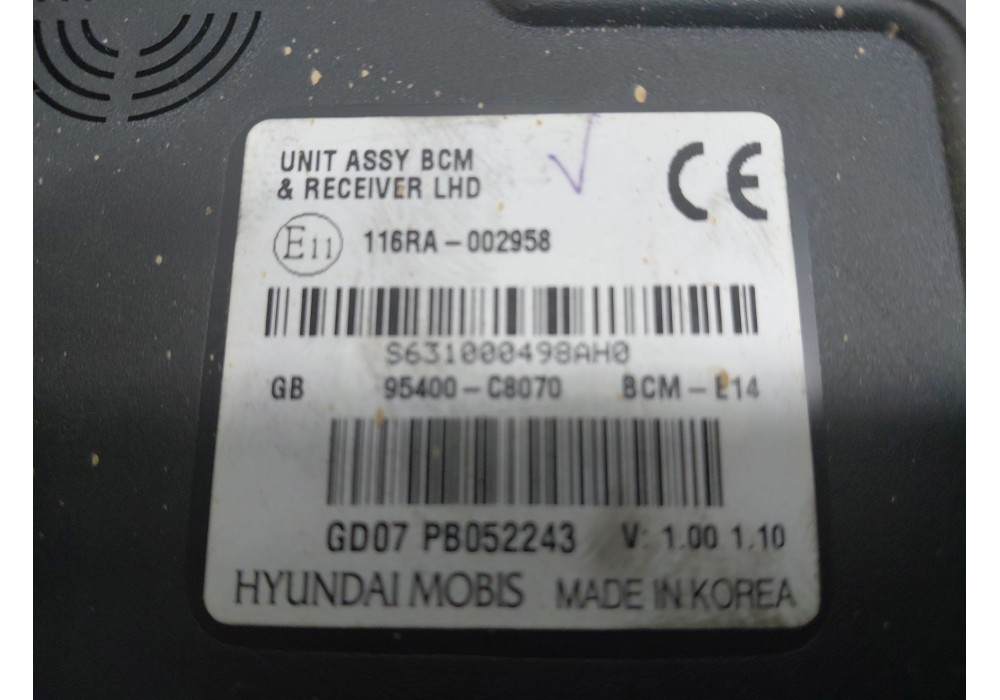 UNIT ASSY BCM
& RECEIVER LHD
CE
E11 116RA-002958
S631000498AH0
GB 95400-C8070 BCM-E14
GD07 PB052243 V: 1.00 1.10
HYUNDAI MOBIS MADE IN KOREA